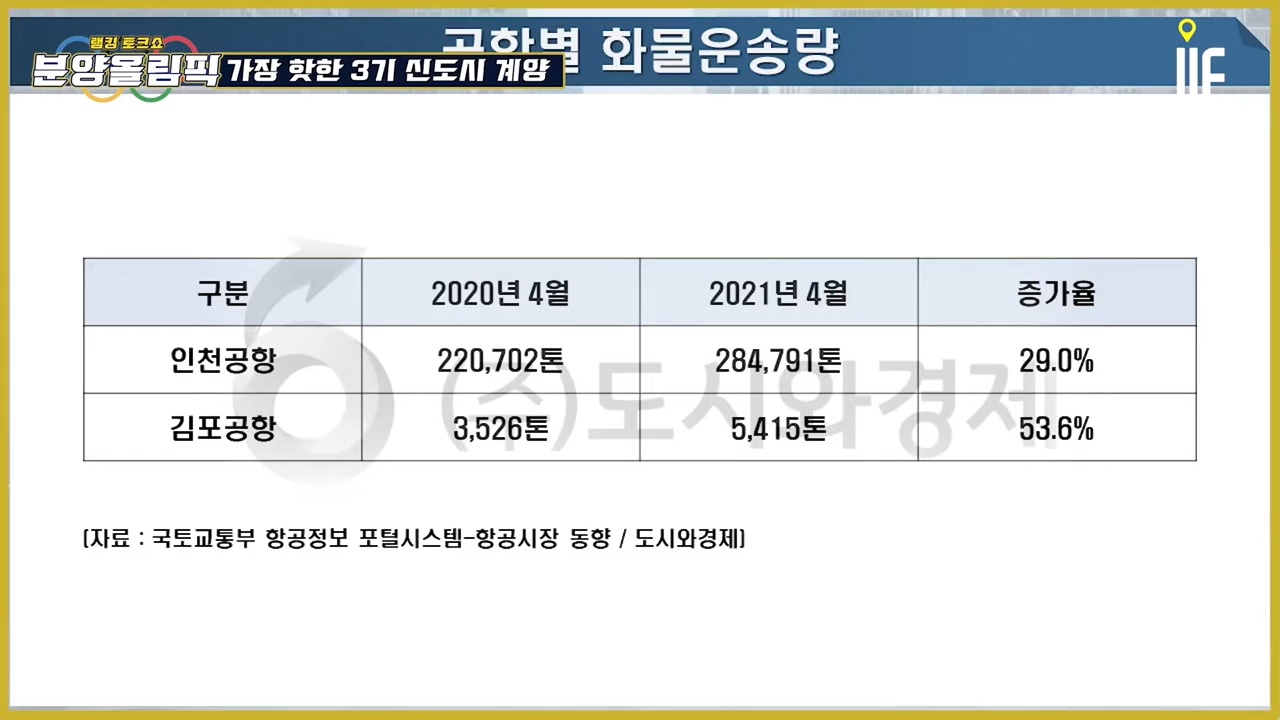 공항별 화물운송량
랭킹 토크쇼
분양올림픽 가장 핫한 3기 신도시 계양
구분 2020년 4월 2021년 4월 증가율
인천공항 220,702톤 284,791톤 29.0%
김포공항 3,526톤 5,415톤 53.6%
(주)도시와경제
(자료 : 국토교통부 항공정보 포털시스템-항공시장 동향 / 도시와경제)